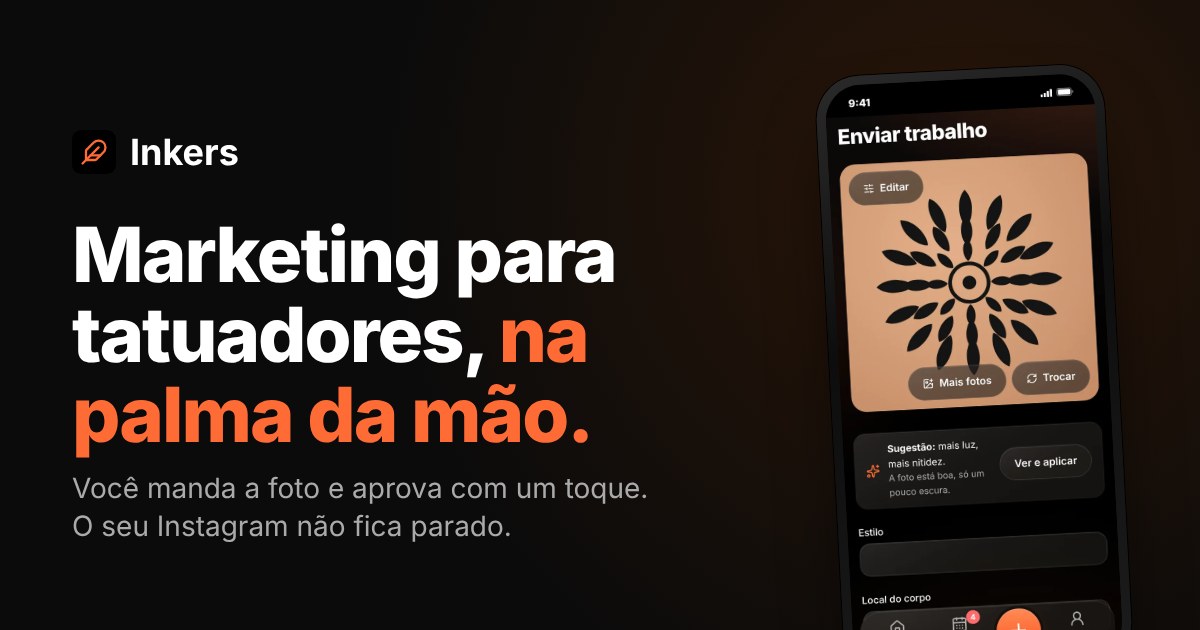 Inkers
Marketing para
tatuadores, na
palma da mão.
Você manda a foto e aprova com um toque.
O seu Instagram não fica parado.
9:41
Enviar trabalho
Editar
Mais fotos
Trocar
Sugestão: mais luz,
mais nitidez.
A foto está boa, só um
pouco escura.
Ver e aplicar
Estilo
Local do corpo
4